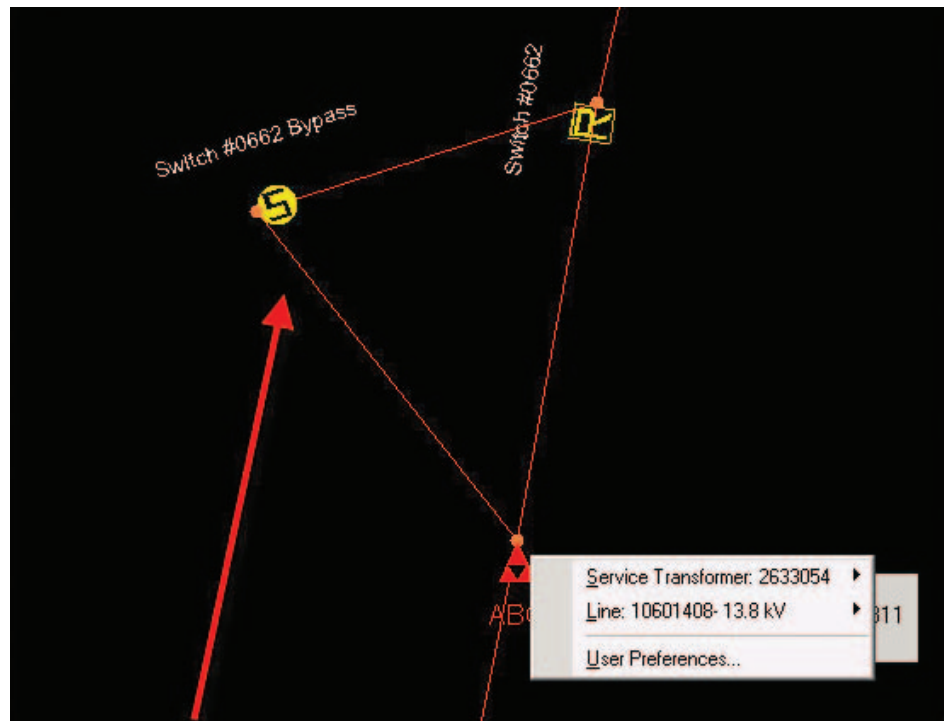 Switch #0662
Switch #0662 Bypass
R
S
Service Transformer: 2633054
Line: 10601408- 13.8 kV
User Preferences...